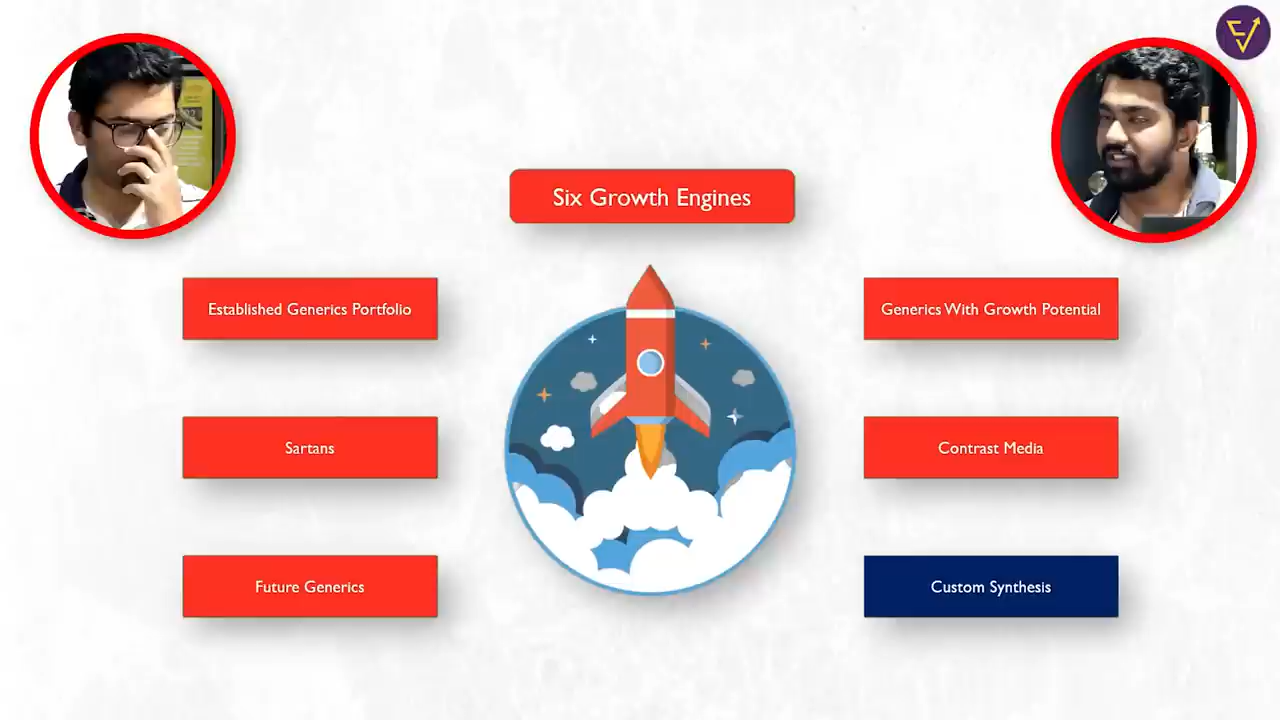 Six Growth Engines
Established Generics Portfolio
Generics With Growth Potential
Sartans
Contrast Media
Future Generics
Custom Synthesis